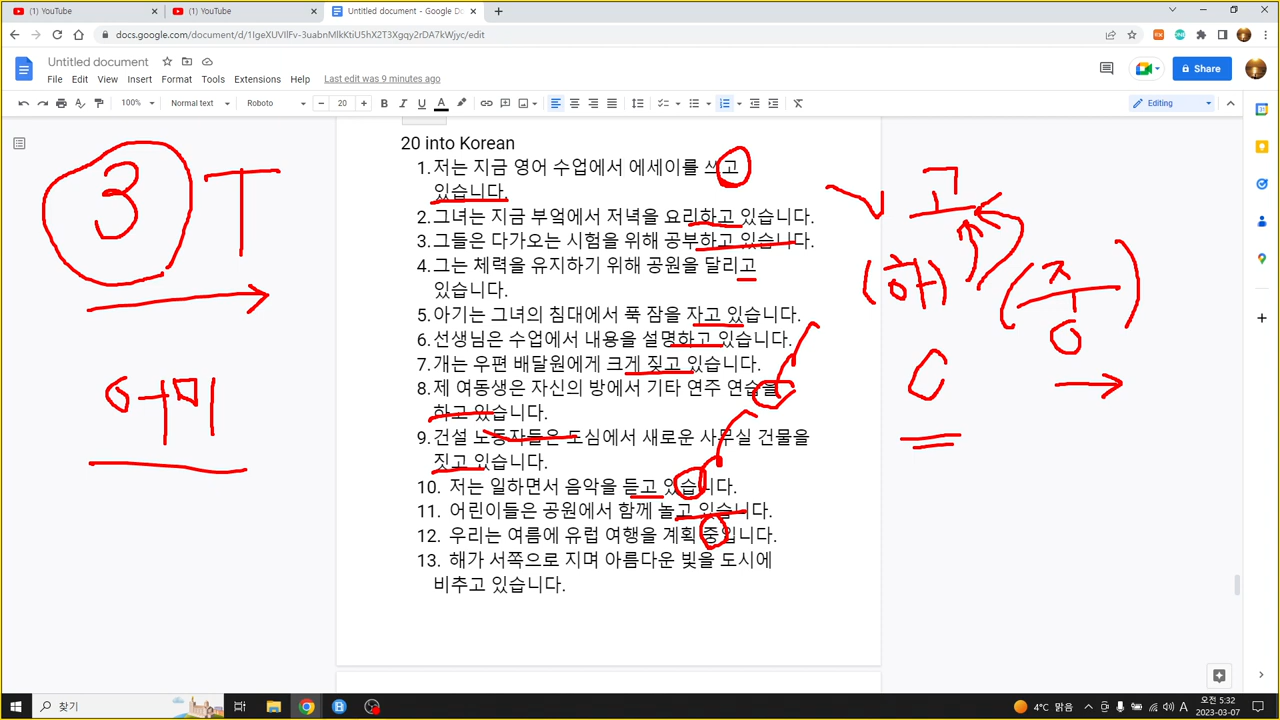 (1) YouTube
(1) YouTube
Untitled document - Google Do
docs.google.com/document/d/1IgeXUVIlFv-3uabnMlkKtiU5hX2T3Xgqy2rDA7kWjyc/edit
Untitled document
File Edit View Insert Format Tools Extensions Help Last edit was 9 minutes ago
Share
100% Normal text Roboto 20 Editing
20 into Korean
1. 저는 지금 영어 수업에서 에세이를 쓰고
있습니다.
2. 그녀는 지금 부엌에서 저녁을 요리하고 있습니다.
3. 그들은 다가오는 시험을 위해 공부하고 있습니다.
4. 그는 체력을 유지하기 위해 공원을 달리고
있습니다.
5. 아기는 그녀의 침대에서 푹 잠을 자고 있습니다.
6. 선생님은 수업에서 내용을 설명하고 있습니다.
7. 개는 우편 배달원에게 크게 짖고 있습니다.
8. 제 여동생은 자신의 방에서 기타 연주 연습을
하고 있습니다.
9. 건설 노동자들은 도심에서 새로운 사무실 건물을
짓고 있습니다.
10. 저는 일하면서 음악을 듣고 있습니다.
11. 어린이들은 공원에서 함께 놀고 있습니다.
12. 우리는 여름에 유럽 여행을 계획 중입니다.
13. 해가 서쪽으로 지며 아름다운 빛을 도시에
비추고 있습니다.
3 T
어미
고
(하)
(중)
찾기
4°C 맑음
A
오전 5:32
2023-03-07